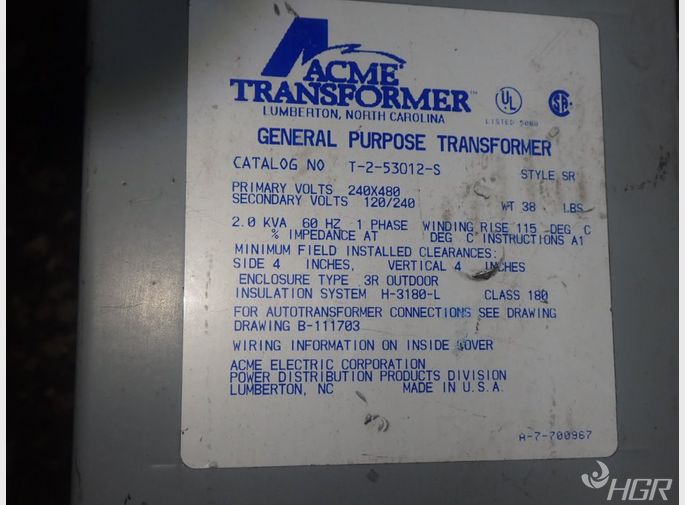 ACME
TRANSFORMER™
LUMBERTON, NORTH CAROLINA
UL
LISTED 508B
SA
GENERAL PURPOSE TRANSFORMER
CATALOG NO T-2-53012-S STYLE SR
PRIMARY VOLTS 240X480
SECONDARY VOLTS 120/240 WT 38 LBS
2.0 KVA 60 HZ 1 PHASE WINDING RISE 115 DEG C
% IMPEDANCE AT DEG C INSTRUCTIONS A1
MINIMUM FIELD INSTALLED CLEARANCES:
SIDE 4 INCHES, VERTICAL 4 INCHES
ENCLOSURE TYPE 3R OUTDOOR
INSULATION SYSTEM H-3180-L CLASS 180
FOR AUTOTRANSFORMER CONNECTIONS SEE DRAWING
DRAWING B-111703
WIRING INFORMATION ON INSIDE COVER
ACME ELECTRIC CORPORATION
POWER DISTRIBUTION PRODUCTS DIVISION
LUMBERTON, NC MADE IN U.S.A.
A-7-700967
HGR